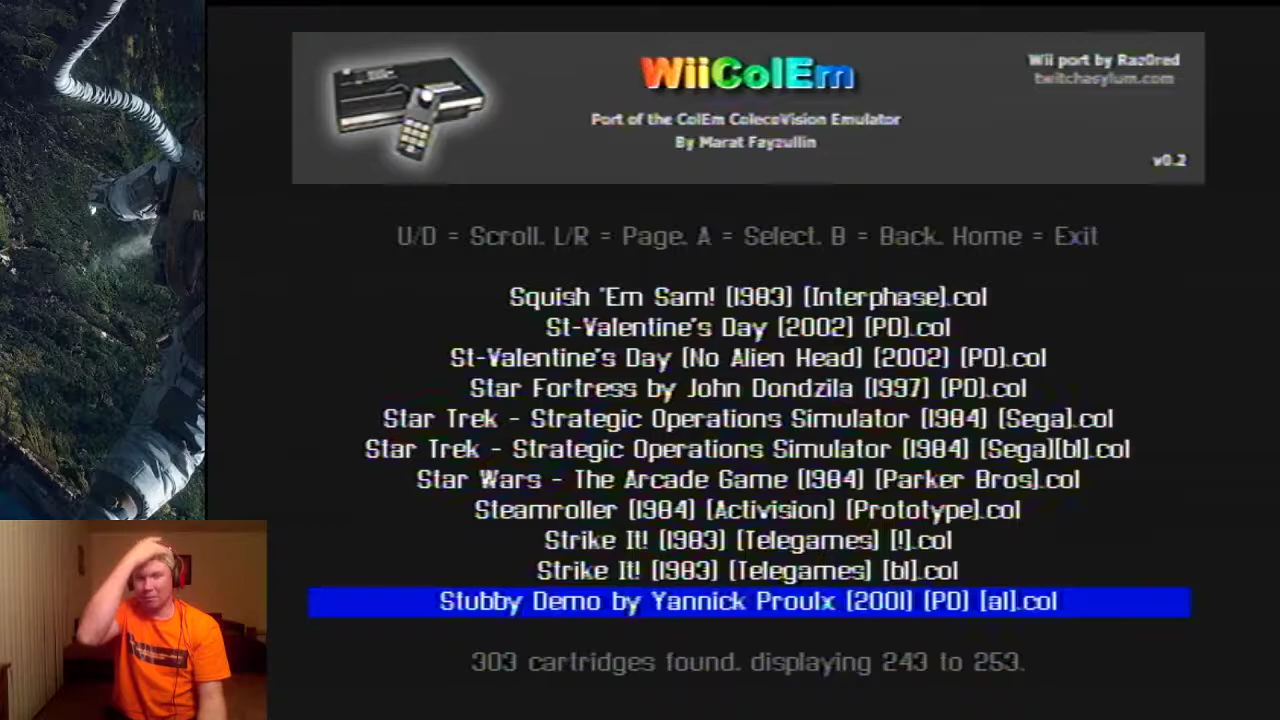 WiiColEm
Port of the ColEm ColecoVision Emulator
By Marat Fayzullin
Wii port by Raz0red
twitchasylum.com
v0.2
U/D = Scroll. L/R = Page. A = Select. B = Back. Home = Exit
Squish 'Em Sam! (1983) (Interphase).col
St-Valentine's Day (2002) (PD).col
St-Valentine's Day (No Alien Head) (2002) (PD).col
Star Fortress by John Dondzila (1997) (PD).col
Star Trek - Strategic Operations Simulator (1984) (Sega).col
Star Trek - Strategic Operations Simulator (1984) (Sega)[b1].col
Star Wars - The Arcade Game (1984) (Parker Bros).col
Steamroller (1984) (Activision) (Prototype).col
Strike It! (1983) (Telegames) [!].col
Strike It! (1983) (Telegames) [b1].col
Stubby Demo by Yannick Proulx (2001) (PD) [a1].col
303 cartridges found. displaying 243 to 253.